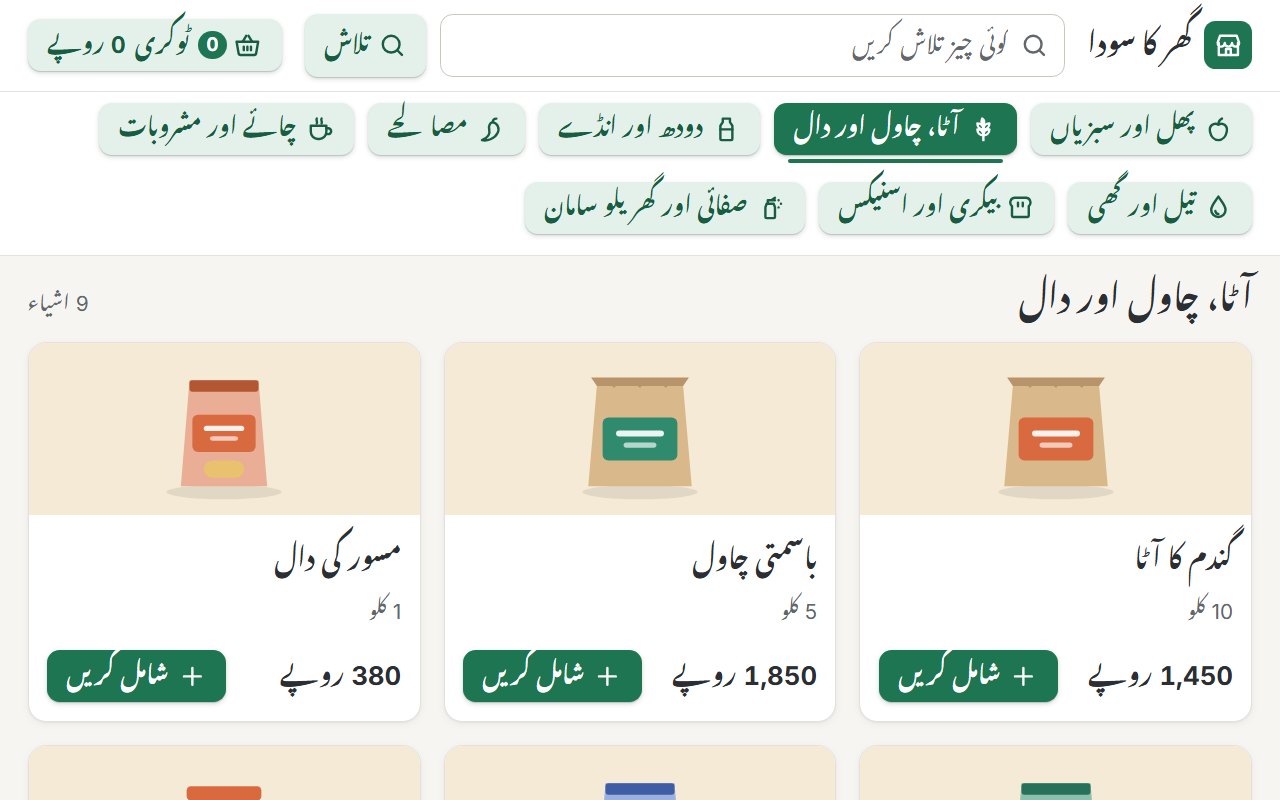 گھر کا سودا
کوئی چیز تلاش کریں
تلاش
0 ٹوکری 0 روپے
پھل اور سبزیاں
آٹا، چاول اور دال
دودھ اور انڈے
مصالحے
چائے اور مشروبات
تیل اور گھی
بیکری اور اسنیکس
صفائی اور گھریلو سامان
آٹا، چاول اور دال
9 اشیاء
گندم کا آٹا
10 کلو
1,450 روپے
شامل کریں
باسمتی چاول
5 کلو
1,850 روپے
شامل کریں
مسور کی دال
1 کلو
380 روپے
شامل کریں